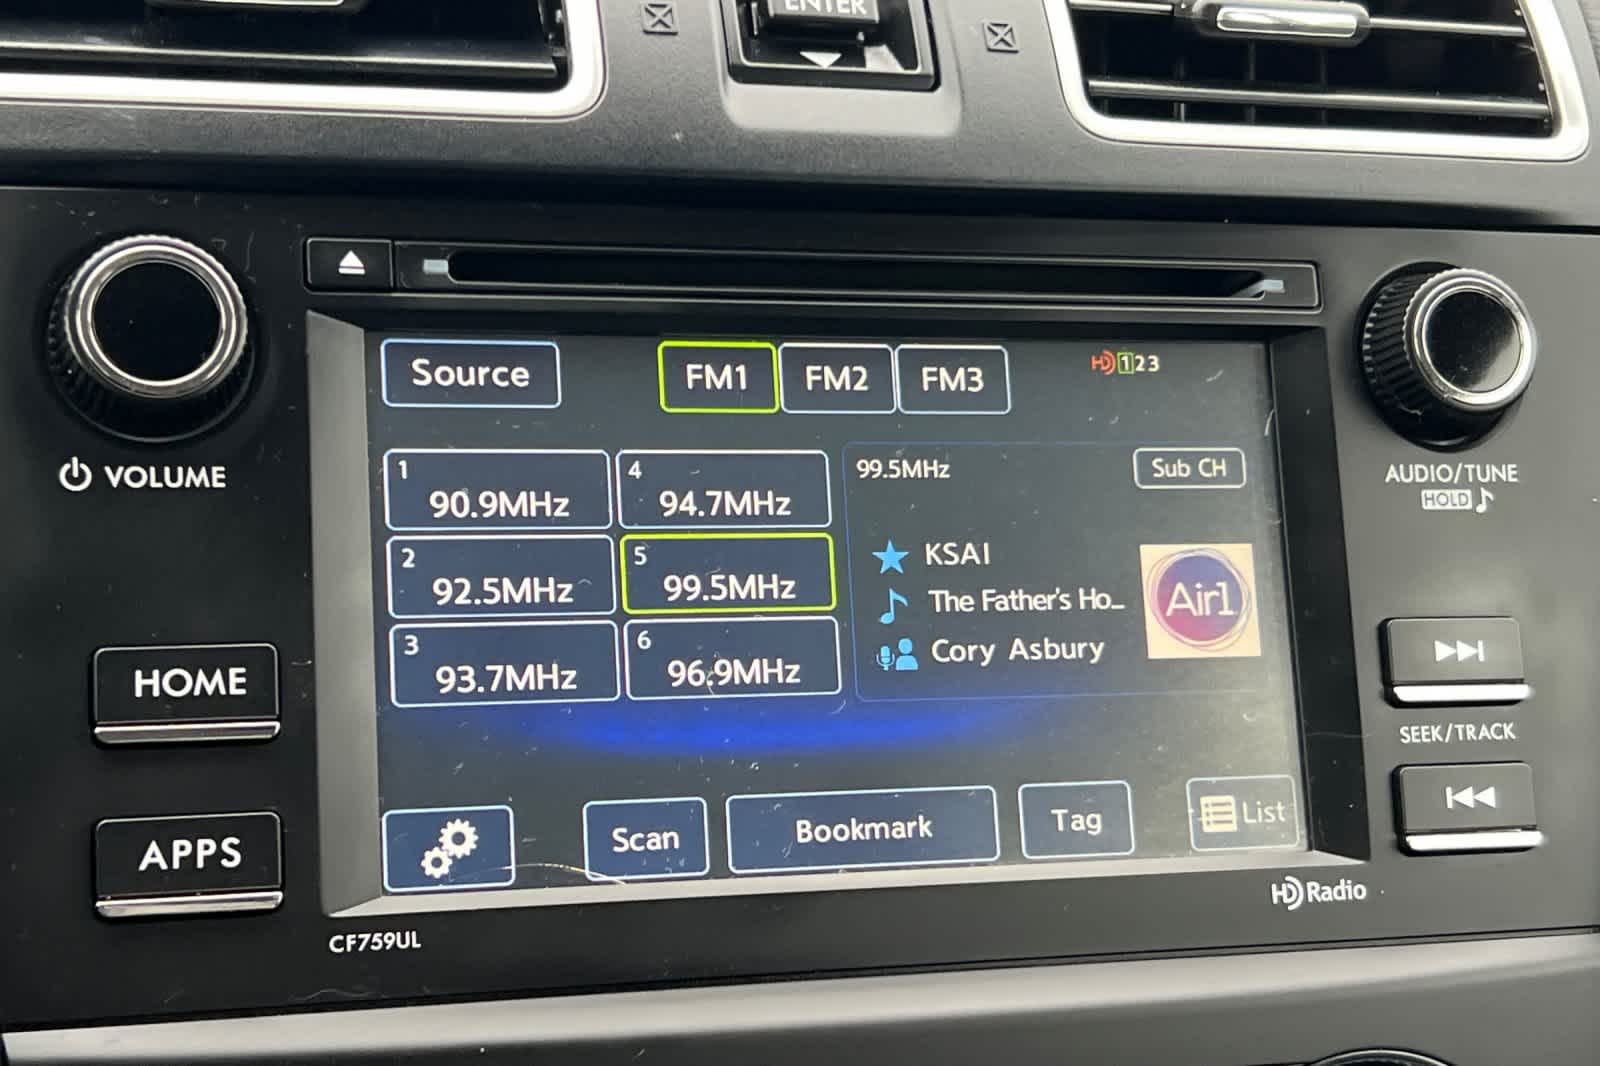 ENTER
VOLUME
HOME
APPS
CF759UL
Source
FM1 FM2 FM3
HD 1 2 3
1 90.9MHz
4 94.7MHz
2 92.5MHz
5 99.5MHz
3 93.7MHz
6 96.9MHz
99.5MHz
Sub CH
KSAI
The Father's Ho...
Cory Asbury
Air1
Scan
Bookmark
Tag
List
HD Radio
AUDIO/TUNE
HOLD
SEEK/TRACK